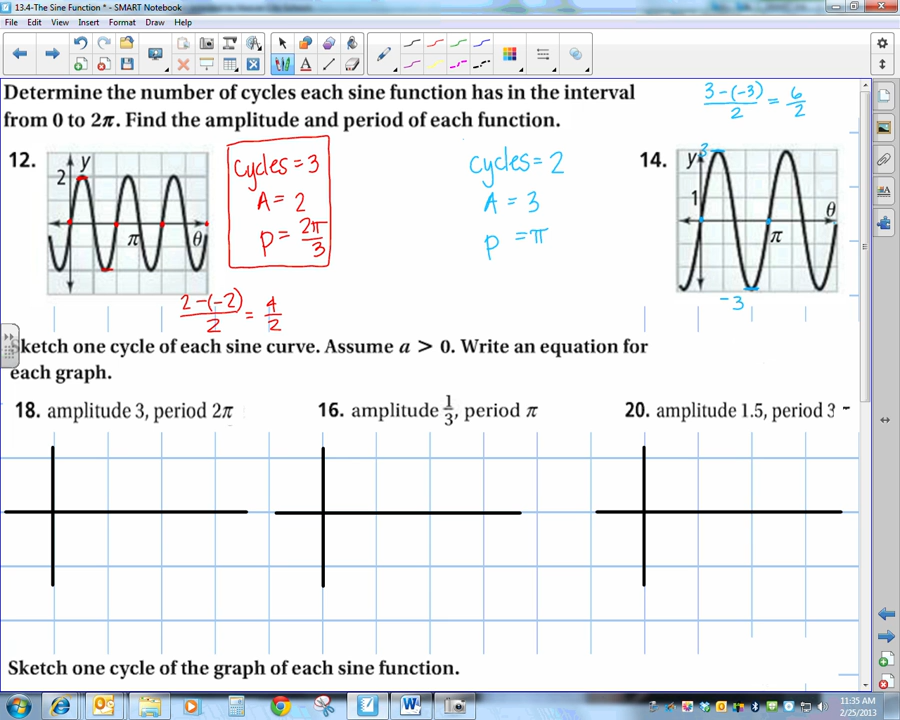 13.4-The Sine Function * - SMART Notebook
File Edit View Insert Format Draw Help
Determine the number of cycles each sine function has in the interval
from 0 to 2π. Find the amplitude and period of each function.
3-(-3)/2 = 6/2
12.
y
2
π
θ
Cycles = 3
A = 2
p = 2π/3
2-(-2)/2 = 4/2
cycles = 2
A = 3
p = π
14.
y
3
1
θ
π
-3
Sketch one cycle of each sine curve. Assume a > 0. Write an equation for
each graph.
18. amplitude 3, period 2π
16. amplitude 1/3, period π
20. amplitude 1.5, period 3
Sketch one cycle of the graph of each sine function.
11:35 AM
2/25/2013